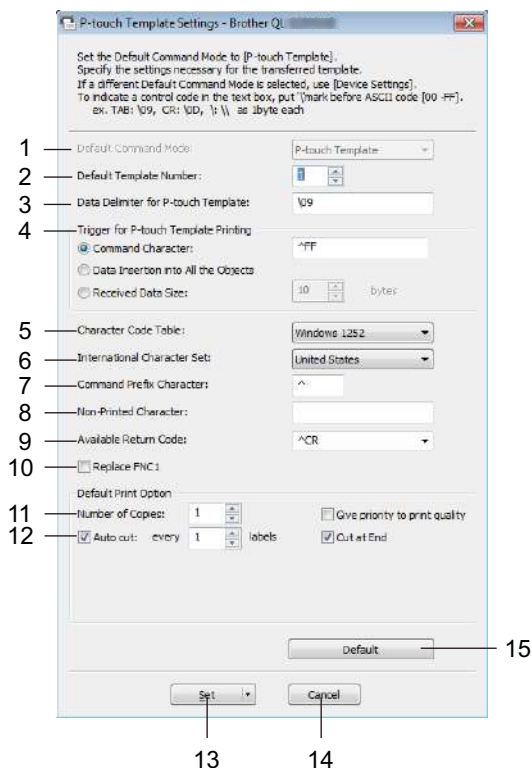 P-touch Template Settings - Brother QL
Set the Default Command Mode to [P-touch Template].
Specify the settings necessary for the transferred template.
If a different Default Command Mode is selected, use [Device Settings].
To indicate a control code in the text box, put `\mark before ASCII code [00 -FF].
ex. TAB: \09, CR: \0D, \: \\ as 1byte each
1 Default Command Mode: P-touch Template
2 Default Template Number: 1
3 Data Delimiter for P-touch Template: \09
4 Trigger for P-touch Template Printing
Command Character: ^FF
Data Insertion into All the Objects
Received Data Size: 10 bytes
5 Character Code Table: Windows 1252
6 International Character Set: United States
7 Command Prefix Character: ^
8 Non-Printed Character:
9 Available Return Code: ^CR
10 Replace FNC1
Default Print Option
11 Number of Copies: 1 Give priority to print quality
12 Auto cut: every 1 labels Cut at End
Default 15
Set Cancel
13 14